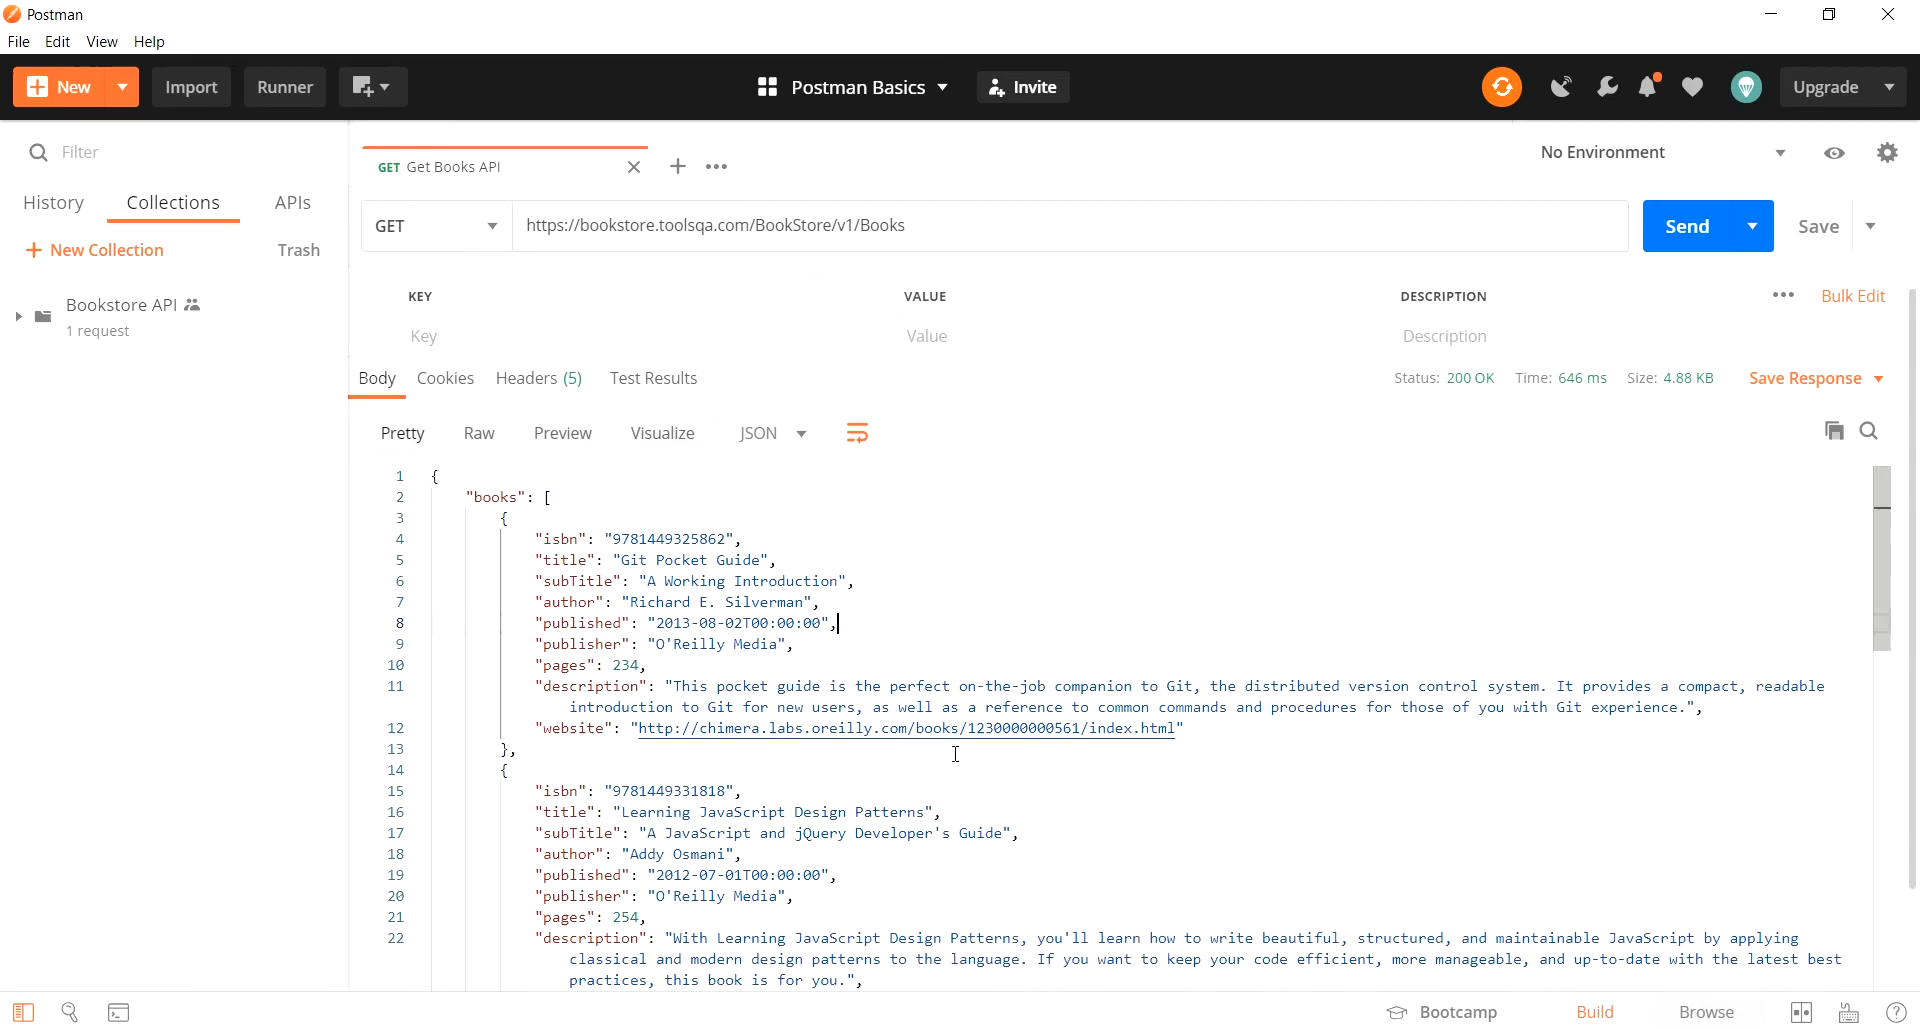 Postman
File Edit View Help
New Import Runner Postman Basics Invite Upgrade
Filter
GET Get Books API
No Environment
History Collections APIs
GET https://bookstore.toolsqa.com/BookStore/v1/Books Send Save
New Collection Trash
Bookstore API
1 request
KEY VALUE DESCRIPTION Bulk Edit
Key Value Description
Body Cookies Headers (5) Test Results Status: 200 OK Time: 646 ms Size: 4.88 KB Save Response
Pretty Raw Preview Visualize JSON
1 {
2 "books": [
3 {
4 "isbn": "9781449325862",
5 "title": "Git Pocket Guide",
6 "subTitle": "A Working Introduction",
7 "author": "Richard E. Silverman",
8 "published": "2013-08-02T00:00:00",
9 "publisher": "O'Reilly Media",
10 "pages": 234,
11 "description": "This pocket guide is the perfect on-the-job companion to Git, the distributed version control system. It provides a compact, readable
introduction to Git for new users, as well as a reference to common commands and procedures for those of you with Git experience.",
12 "website": "http://chimera.labs.oreilly.com/books/1230000000561/index.html"
13 },
14 {
15 "isbn": "9781449331818",
16 "title": "Learning JavaScript Design Patterns",
17 "subTitle": "A JavaScript and jQuery Developer's Guide",
18 "author": "Addy Osmani",
19 "published": "2012-07-01T00:00:00",
20 "publisher": "O'Reilly Media",
21 "pages": 254,
22 "description": "With Learning JavaScript Design Patterns, you'll learn how to write beautiful, structured, and maintainable JavaScript by applying
classical and modern design patterns to the language. If you want to keep your code efficient, more manageable, and up-to-date with the latest best
practices, this book is for you.",
Bootcamp Build Browse